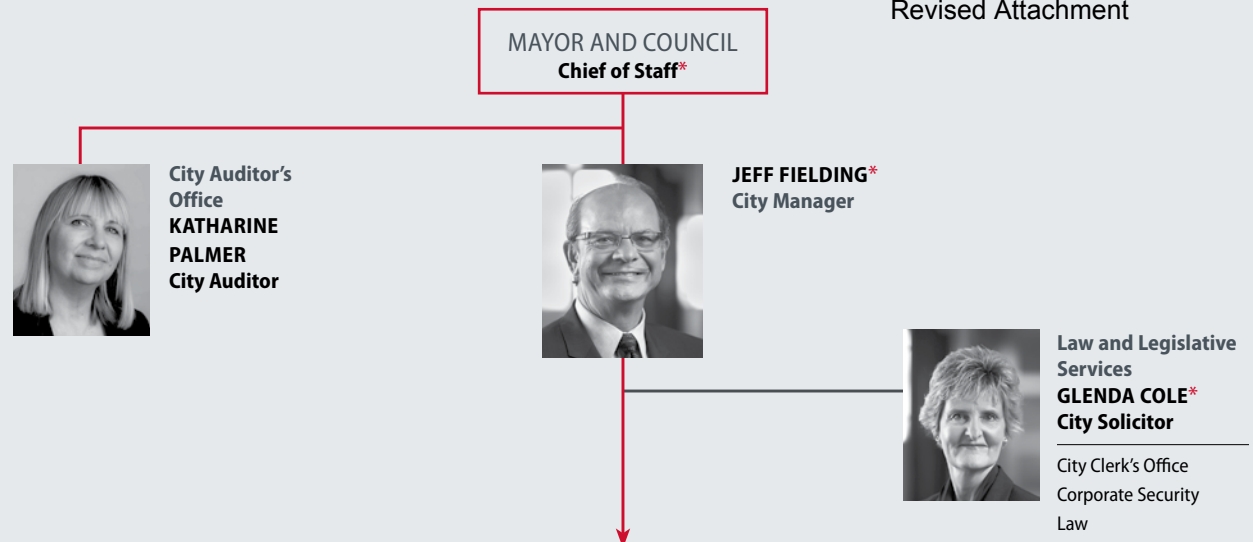 Revised Attachment
MAYOR AND COUNCIL
Chief of Staff*
City Auditor's
Office
KATHARINE
PALMER
City Auditor
JEFF FIELDING*
City Manager
Law and Legislative
Services
GLENDA COLE*
City Solicitor
City Clerk's Office
Corporate Security
Law